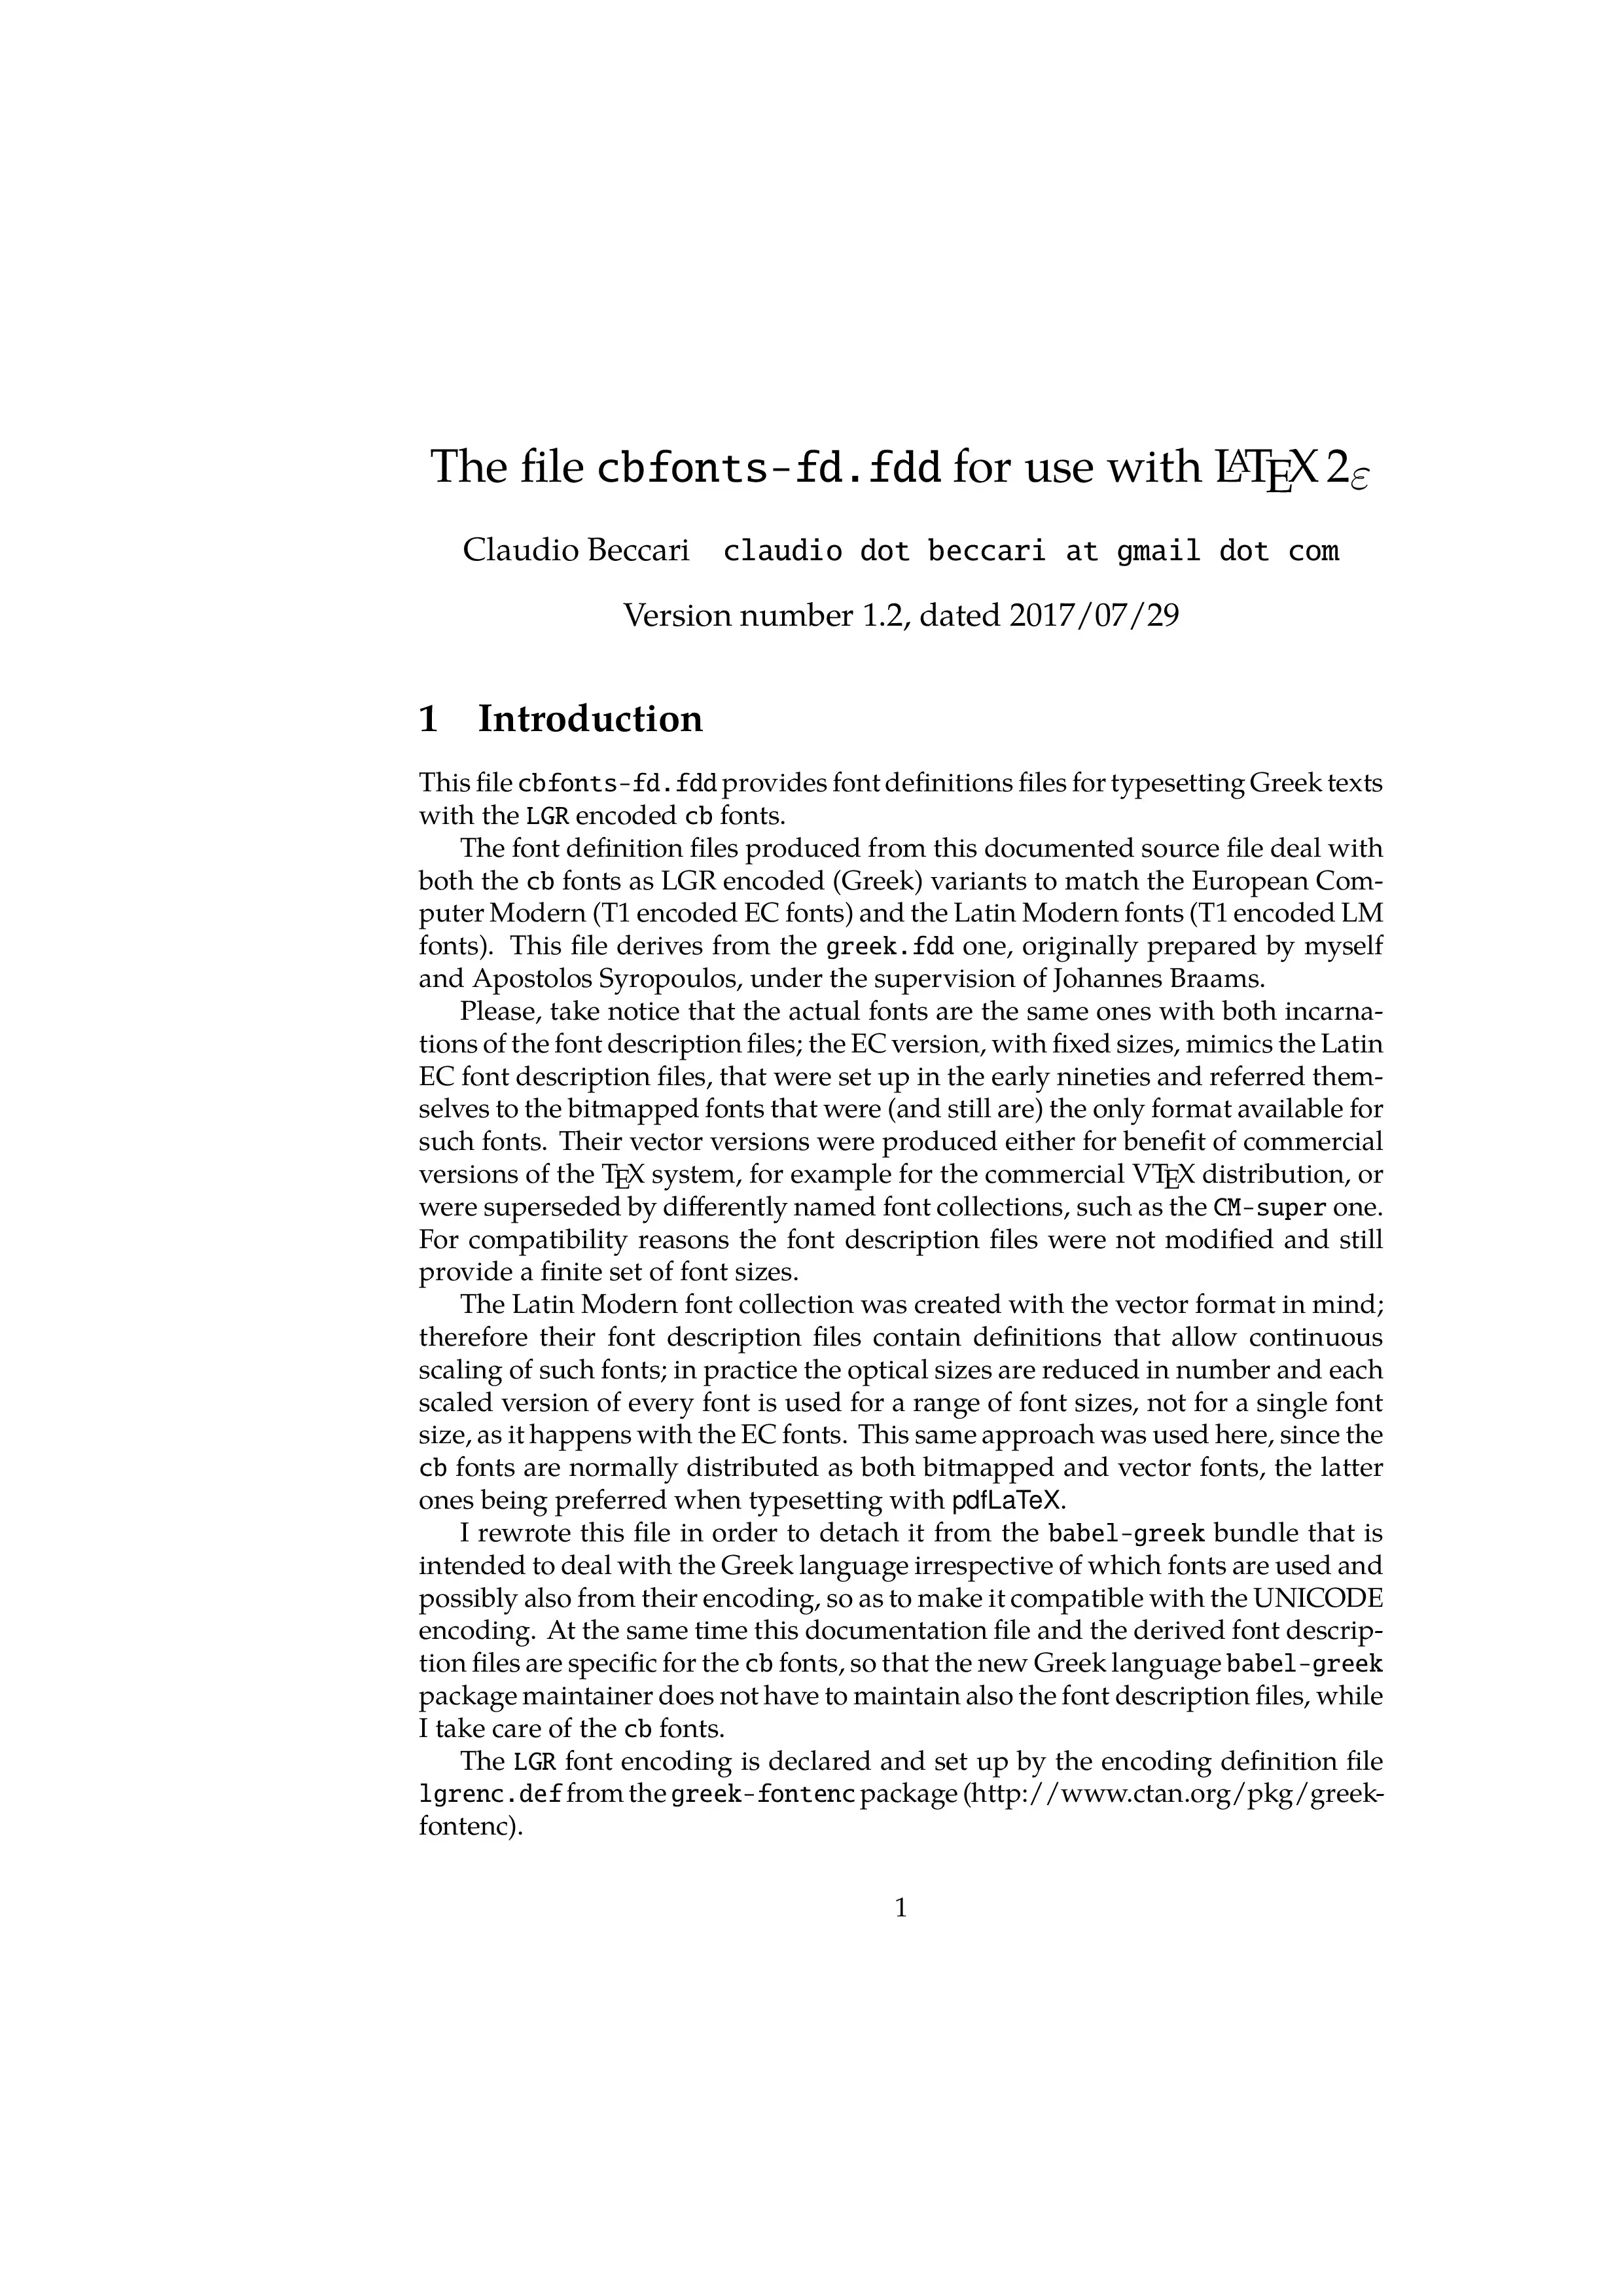 The file cbfonts-fd.fdd for use with LATEX 2ε
Claudio Beccari claudio dot beccari at gmail dot com
Version number 1.2, dated 2017/07/29
1 Introduction
This file cbfonts-fd.fdd provides font definitions files for typesetting Greek texts
with the LGR encoded cb fonts.
The font definition files produced from this documented source file deal with
both the cb fonts as LGR encoded (Greek) variants to match the European Com-
puter Modern (T1 encoded EC fonts) and the Latin Modern fonts (T1 encoded LM
fonts). This file derives from the greek.fdd one, originally prepared by myself
and Apostolos Syropoulos, under the supervision of Johannes Braams.
Please, take notice that the actual fonts are the same ones with both incarna-
tions of the font description files; the EC version, with fixed sizes, mimics the Latin
EC font description files, that were set up in the early nineties and referred them-
selves to the bitmapped fonts that were (and still are) the only format available for
such fonts. Their vector versions were produced either for benefit of commercial
versions of the TEX system, for example for the commercial VTEX distribution, or
were superseded by differently named font collections, such as the CM-super one.
For compatibility reasons the font description files were not modified and still
provide a finite set of font sizes.
The Latin Modern font collection was created with the vector format in mind;
therefore their font description files contain definitions that allow continuous
scaling of such fonts; in practice the optical sizes are reduced in number and each
scaled version of every font is used for a range of font sizes, not for a single font
size, as it happens with the EC fonts. This same approach was used here, since the
cb fonts are normally distributed as both bitmapped and vector fonts, the latter
ones being preferred when typesetting with pdfLaTeX.
I rewrote this file in order to detach it from the babel-greek bundle that is
intended to deal with the Greek language irrespective of which fonts are used and
possibly also from their encoding, so as to make it compatible with the UNICODE
encoding. At the same time this documentation file and the derived font descrip-
tion files are specific for the cb fonts, so that the new Greek language babel-greek
package maintainer does not have to maintain also the font description files, while
I take care of the cb fonts.
The LGR font encoding is declared and set up by the encoding definition file
lgrenc.def from the greek-fontenc package (http://www.ctan.org/pkg/greek-
fontenc).
1